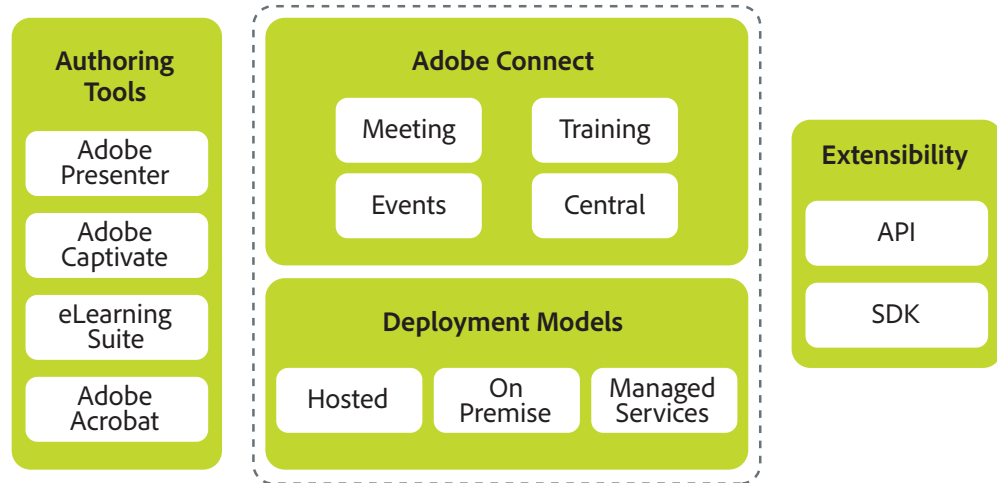 Authoring
Tools
Adobe
Presenter
Adobe
Captivate
eLearning
Suite
Adobe
Acrobat
Adobe Connect
Meeting
Training
Events
Central
Deployment Models
Hosted
On
Premise
Managed
Services
Extensibility
API
SDK